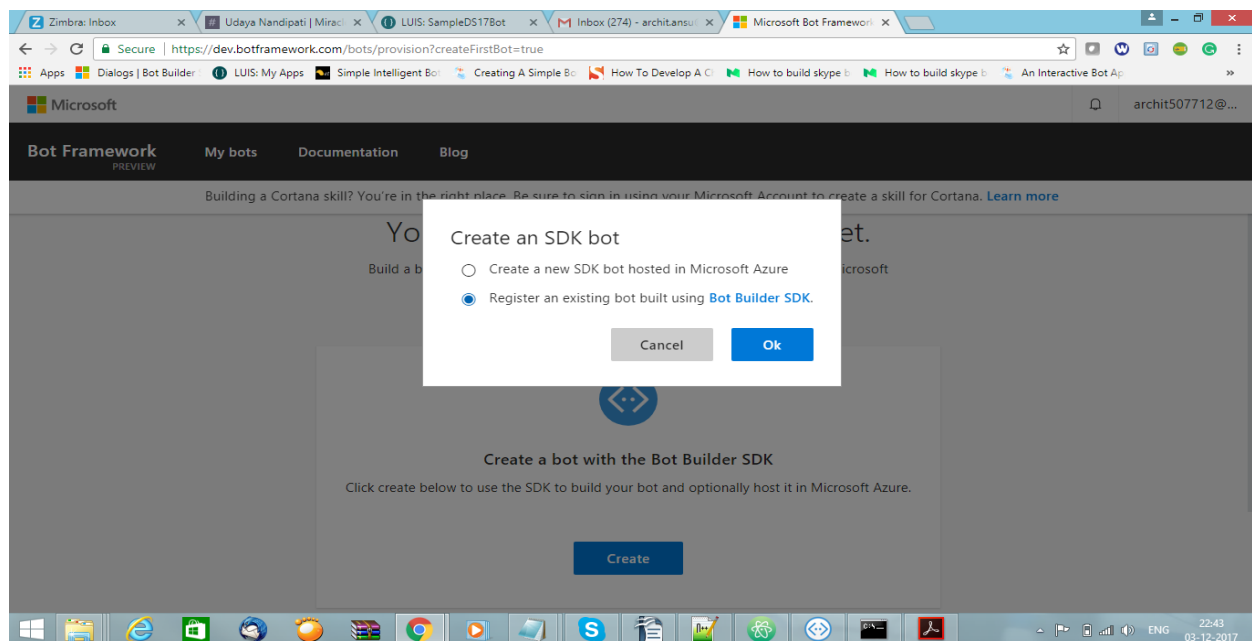 Zimbra: Inbox
Udaya Nandipati | Mirac
LUIS: SampleDS17Bot
Inbox (274) - archit.ansu
Microsoft Bot Framework
Secure
https://dev.botframework.com/bots/provision?createFirstBot=true
Apps
Dialogs | Bot Builder
LUIS: My Apps
Simple Intelligent Bo
Creating A Simple Bo
How To Develop A C
How to build skype b
How to build skype b
An Interactive Bot Ap
»
Microsoft
archit507712@...
Bot Framework
PREVIEW
My bots
Documentation
Blog
Building a Cortana skill? You're in the right place. Be sure to sign in using your Microsoft Account to create a skill for Cortana. Learn more
Yo
et.
Build a b
icrosoft
Create an SDK bot
Create a new SDK bot hosted in Microsoft Azure
Register an existing bot built using Bot Builder SDK.
Cancel
Ok
Create a bot with the Bot Builder SDK
Click create below to use the SDK to build your bot and optionally host it in Microsoft Azure.
Create
ENG
22:43
03-12-2017